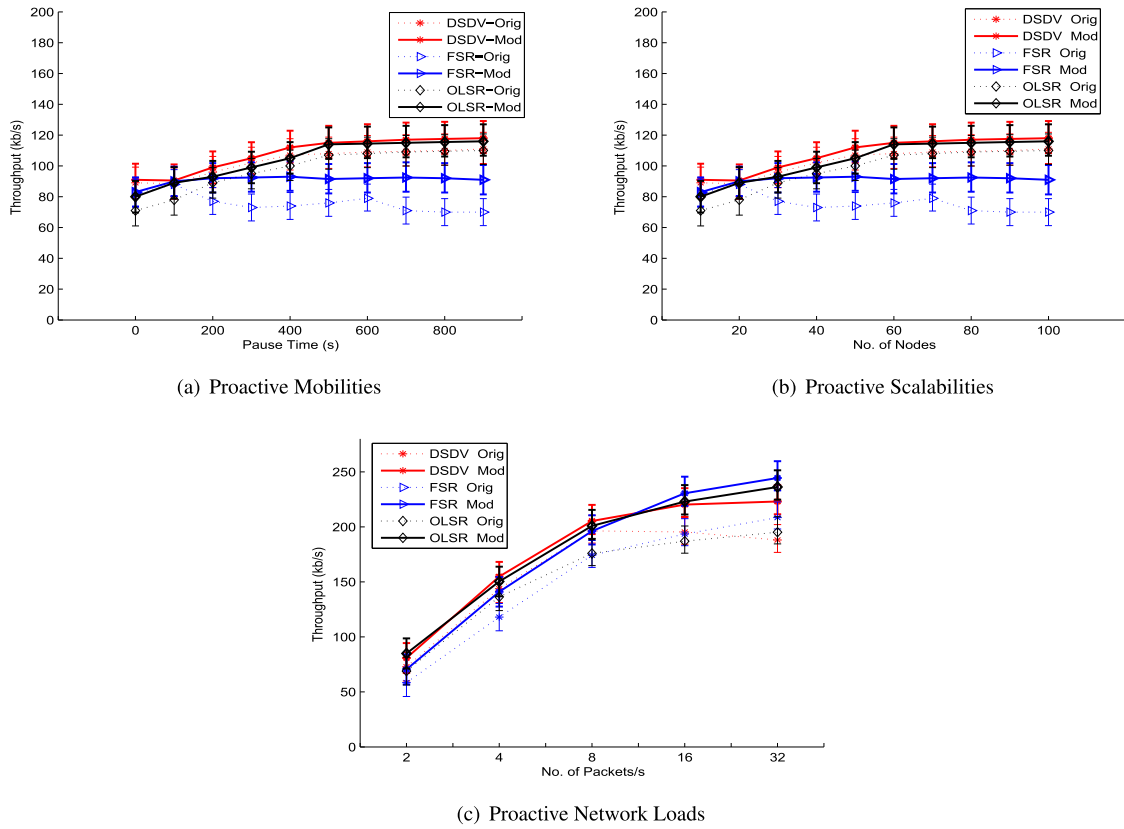 200
180
160
140
120
100
80
60
40
20
0
Throughput (kb/s)
0
200
400
600
800
Pause Time (s)
DSDV−Orig
DSDV−Mod
FSR−Orig
FSR−Mod
OLSR−Orig
OLSR−Mod
(a) Proactive Mobilities
200
180
160
140
120
100
80
60
40
20
0
Throughput (kb/s)
20
40
60
80
100
No. of Nodes
DSDV Orig
DSDV Mod
FSR Orig
FSR Mod
OLSR Orig
OLSR Mod
(b) Proactive Scalabilities
250
200
150
100
50
0
Throughput (kb/s)
2
4
8
16
32
No. of Packets/s
DSDV Orig
DSDV Mod
FSR Orig
FSR Mod
OLSR Orig
OLSR Mod
(c) Proactive Network Loads